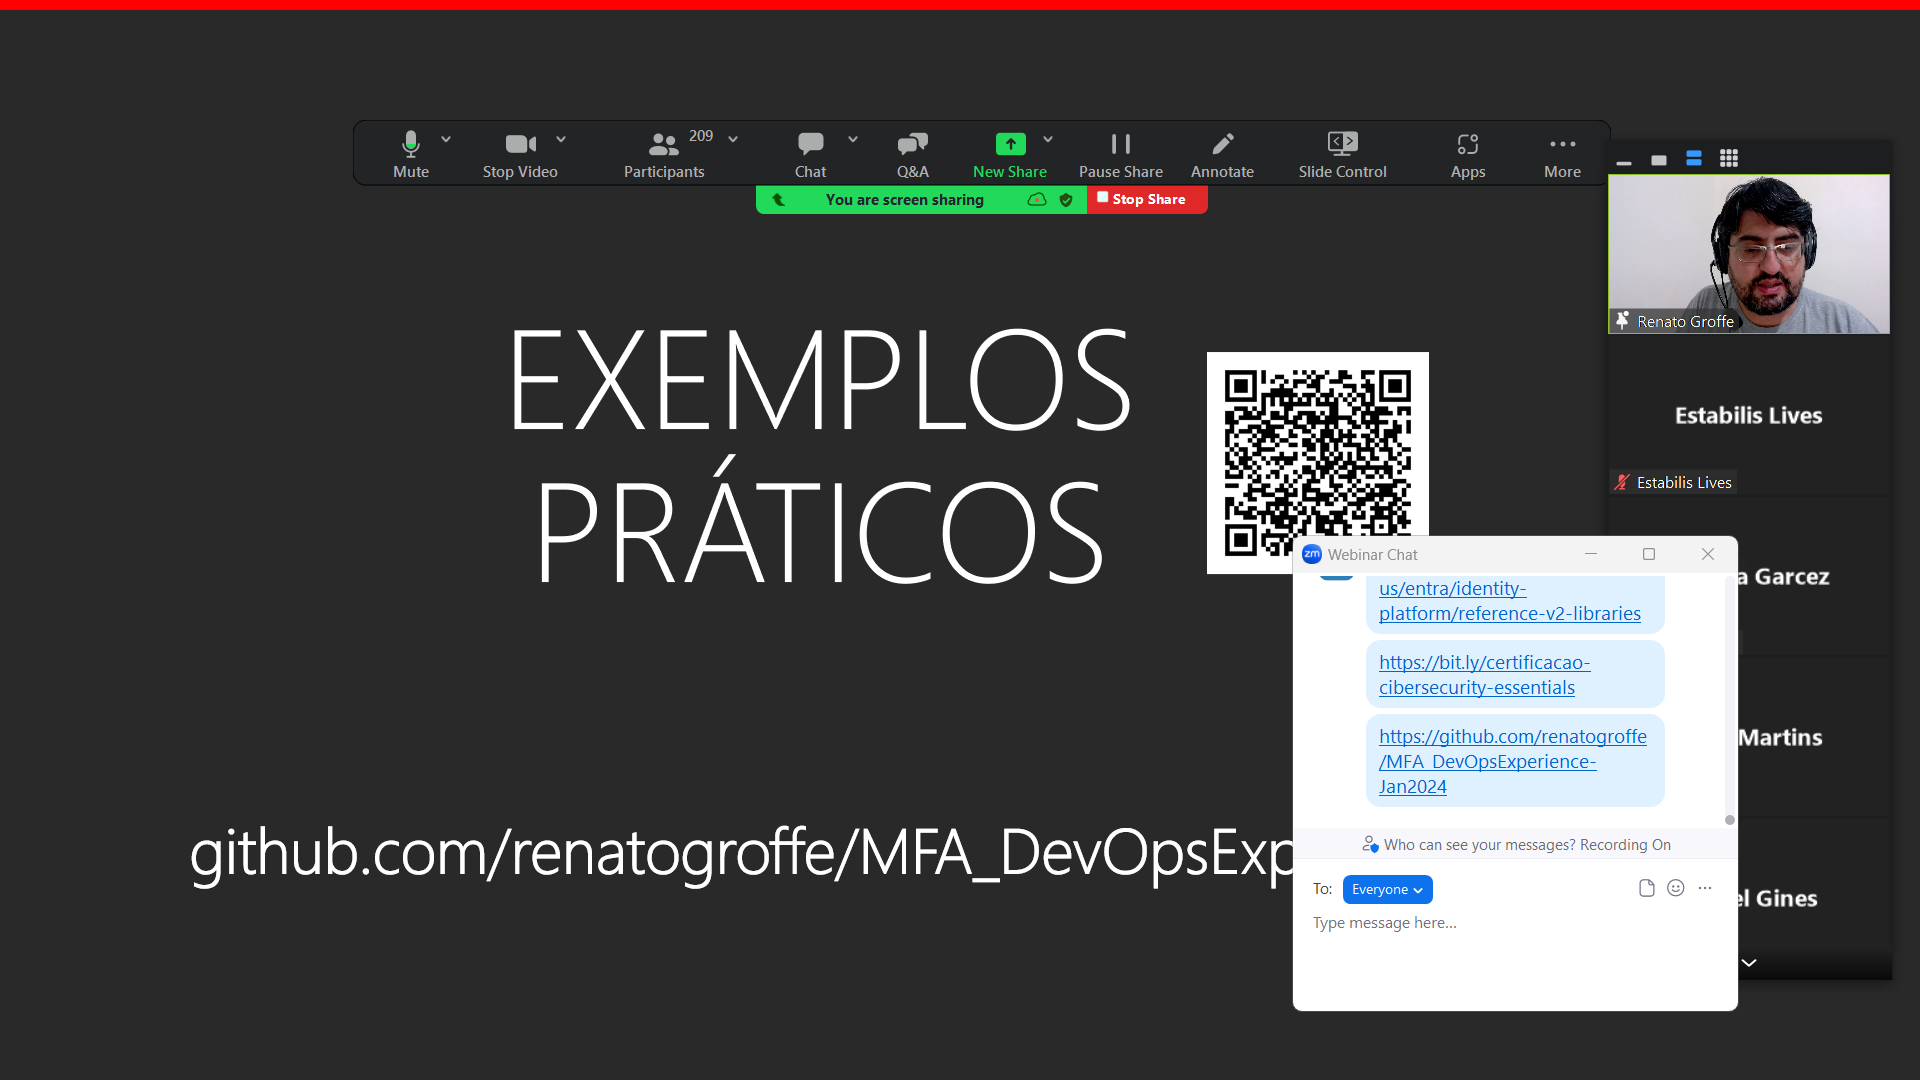 209
Mute
Stop Video
Participants
Chat
Q&A
New Share
Pause Share
Annotate
Slide Control
Apps
More
You are screen sharing
Stop Share
Renato Groffe
Estabilis Lives
Estabilis Lives
a Garcez
Martins
el Gines
EXEMPLOS
PRÁTICOS
github.com/renatogroffe/MFA_DevOpsExp
zm Webinar Chat
us/entra/identity-
platform/reference-v2-libraries
https://bit.ly/certificacao-
cibersecurity-essentials
https://github.com/renatogroffe
/MFA_DevOpsExperience-
Jan2024
Who can see your messages? Recording On
To: Everyone
Type message here...